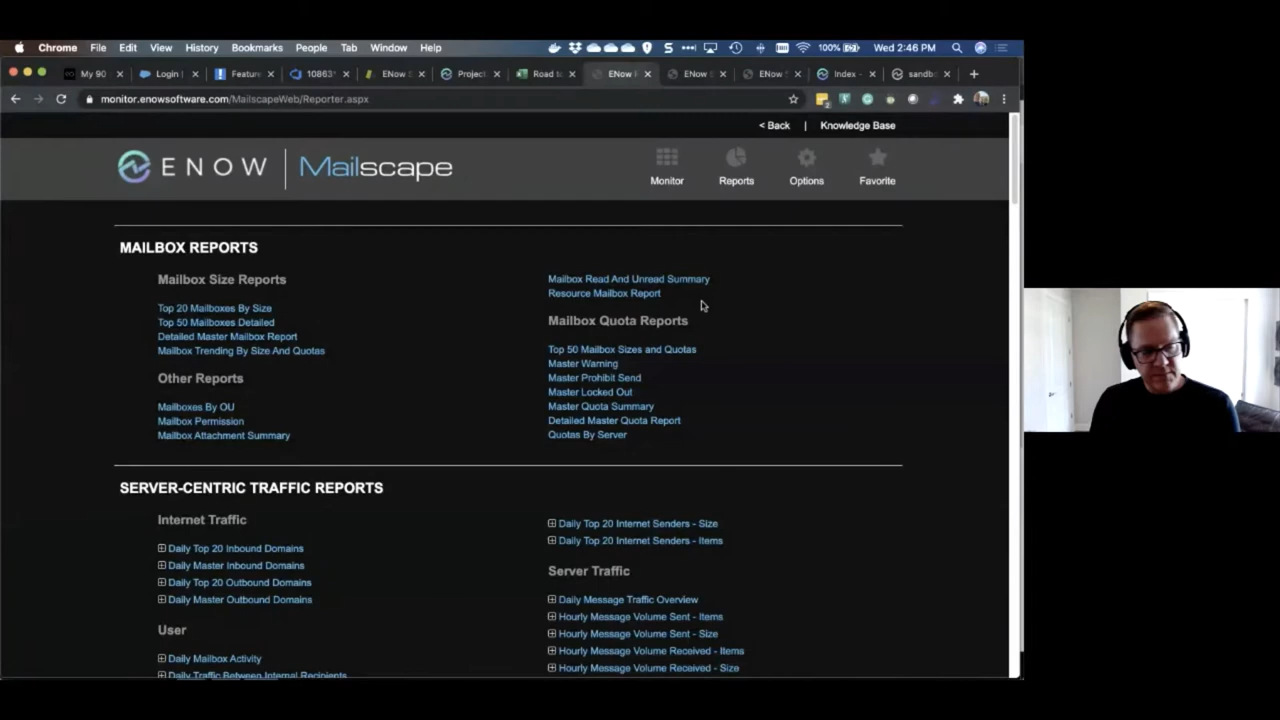 Chrome File Edit View History Bookmarks People Tab Window Help 100% Wed 2:46 PM
My 90 Login | Feature 10863 ENow S Project Road to ENow F ENow E ENow S Index - sandb
monitor.enowsoftware.com/MailscapeWeb/Reporter.aspx
< Back | Knowledge Base
ENOW | Mailscape
Monitor Reports Options Favorite
MAILBOX REPORTS
Mailbox Size Reports
Top 20 Mailboxes By Size
Top 50 Mailboxes Detailed
Detailed Master Mailbox Report
Mailbox Trending By Size And Quotas
Other Reports
Mailboxes By OU
Mailbox Permission
Mailbox Attachment Summary
Mailbox Read And Unread Summary
Resource Mailbox Report
Mailbox Quota Reports
Top 50 Mailbox Sizes and Quotas
Master Warning
Master Prohibit Send
Master Locked Out
Master Quota Summary
Detailed Master Quota Report
Quotas By Server
SERVER-CENTRIC TRAFFIC REPORTS
Internet Traffic
Daily Top 20 Inbound Domains
Daily Master Inbound Domains
Daily Top 20 Outbound Domains
Daily Master Outbound Domains
User
Daily Mailbox Activity
Daily Traffic Between Internal Recipients
Daily Top 20 Internet Senders - Size
Daily Top 20 Internet Senders - Items
Server Traffic
Daily Message Traffic Overview
Hourly Message Volume Sent - Items
Hourly Message Volume Sent - Size
Hourly Message Volume Received - Items
Hourly Message Volume Received - Size